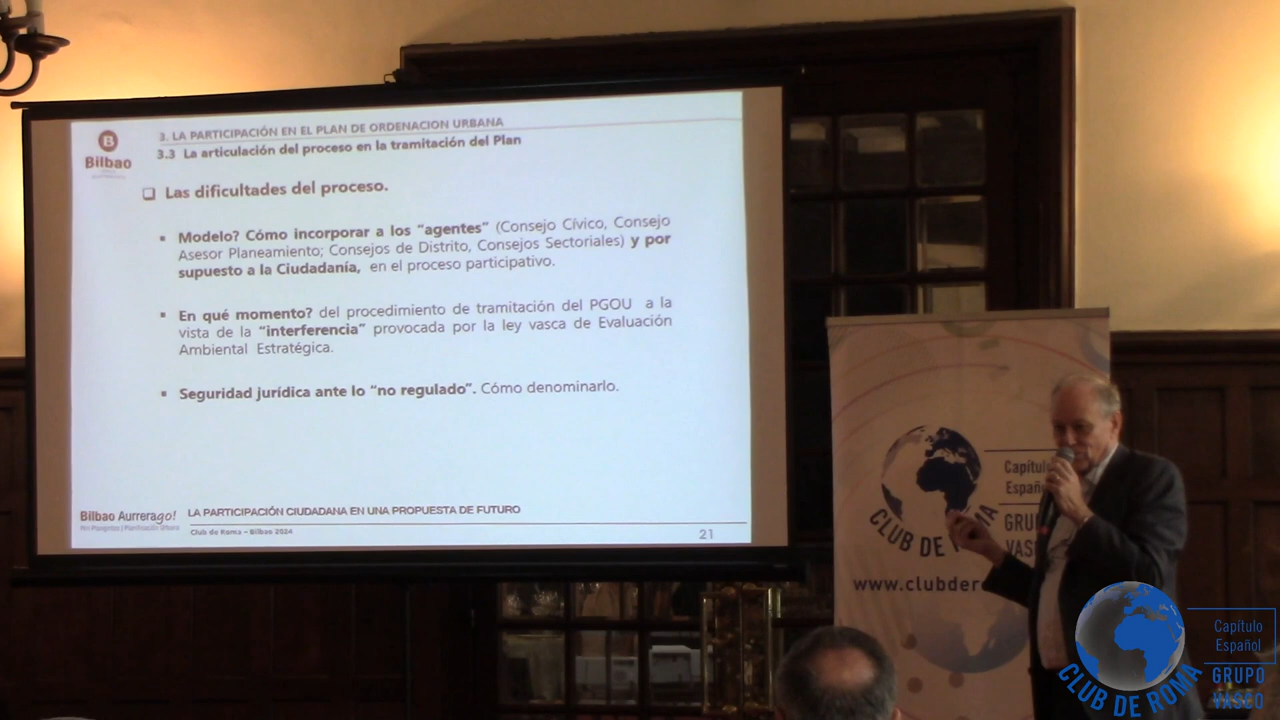 B
Bilbao
3. LA PARTICIPACIÓN EN EL PLAN DE ORDENACION URBANA
3.3 La articulación del proceso en la tramitación del Plan
Las dificultades del proceso.
Modelo? Cómo incorporar a los “agentes” (Consejo Cívico, Consejo
Asesor Planeamiento; Consejos de Distrito, Consejos Sectoriales) y por
supuesto a la Ciudadanía, en el proceso participativo.
En qué momento? del procedimiento de tramitación del PGOU a la
vista de la “interferencia” provocada por la ley vasca de Evaluación
Ambiental Estratégica.
Seguridad jurídica ante lo “no regulado”. Cómo denominarlo.
Bilbao Aurrerago!
LA PARTICIPACIÓN CIUDADANA EN UNA PROPUESTA DE FUTURO
Club de Roma – Bilbao 2024
21
Capítulo
Español
CLUB DE ROMA
GRU
VAS
www.clubder
Capítulo
Español
GRUPO
VASCO
CLUB DE ROMA